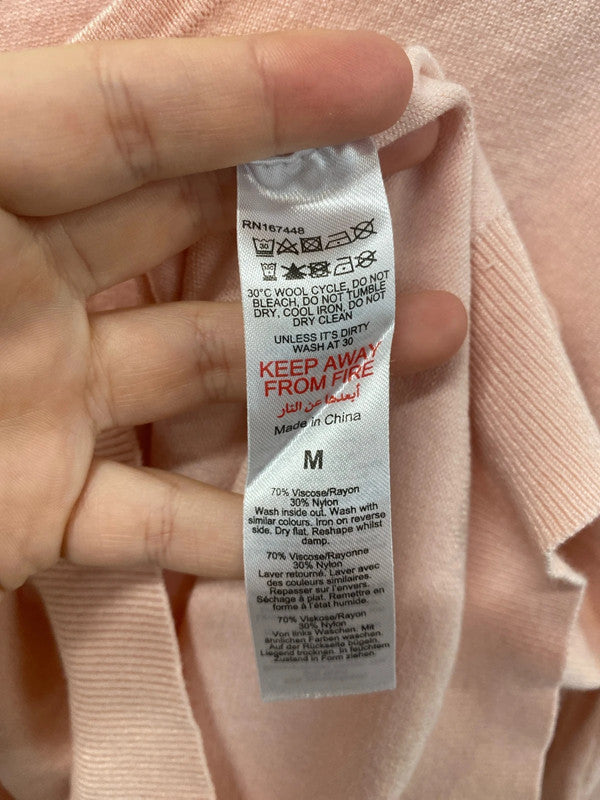 RN167448
30
30°C WOOL CYCLE, DO NOT
BLEACH, DO NOT TUMBLE
DRY, COOL IRON, DO NOT
DRY CLEAN
UNLESS IT'S DIRTY
WASH AT 30
KEEP AWAY
FROM FIRE
أبعدها عن النار
Made in China
M
70% Viscose/Rayon
30% Nylon
Wash inside out. Wash with
similar colours. Iron on reverse
side. Dry flat. Reshape whilst
damp.
70% Viscose/Rayonne
30% Nylon
Laver retourné. Laver avec
des couleurs similaires.
Repasser sur l'envers.
Séchage à plat. Remettre en
forme à l'état humide.
70% Viskose/Rayon
30% Nylon
Von links Waschen. Mit
ähnlichen Farben waschen.
Auf der Rückseite bügeln.
Liegend trocknen. In feuchtem
Zustand in Form ziehen.